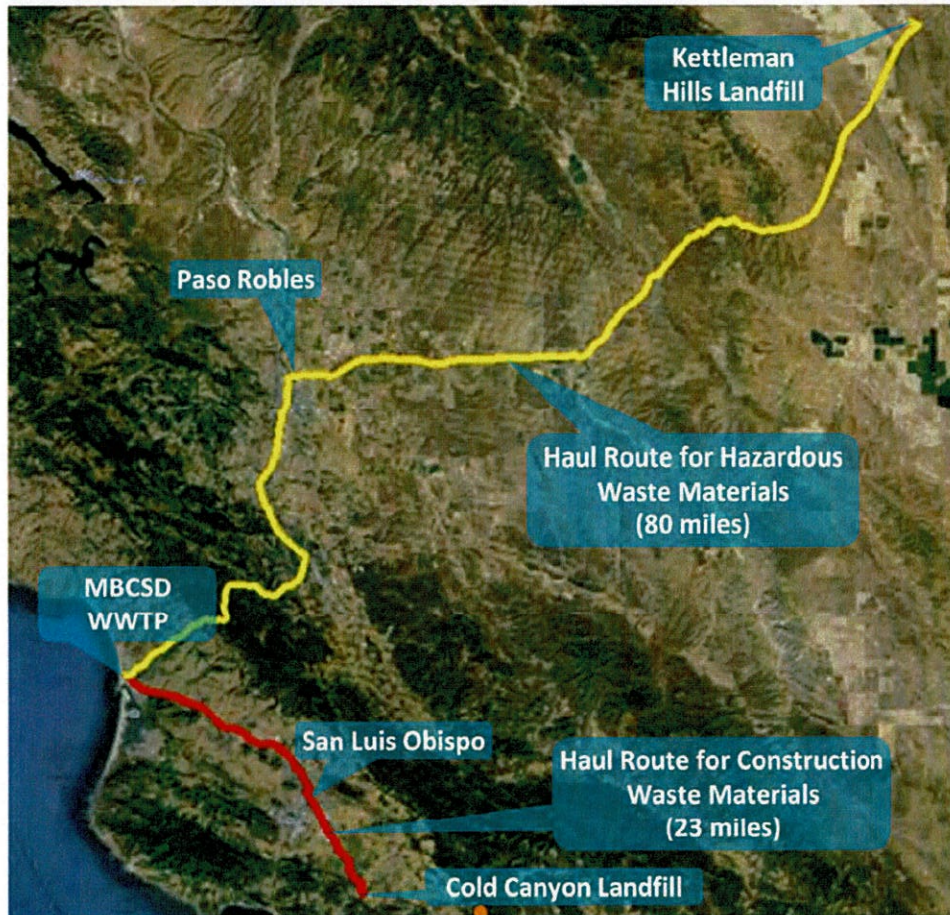 Kettleman
Hills Landfill
Paso Robles
Haul Route for Hazardous
Waste Materials
(80 miles)
MBCSD
WWTP
San Luis Obispo
Haul Route for Construction
Waste Materials
(23 miles)
Cold Canyon Landfill